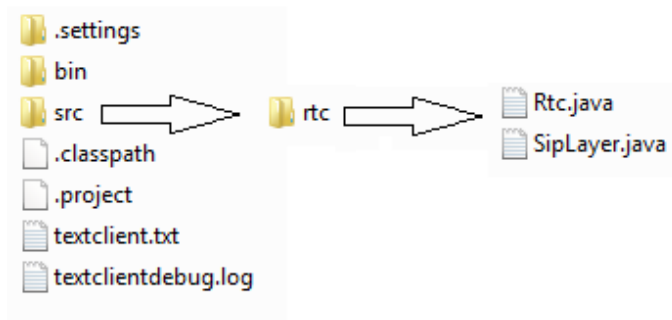 .settings
bin
src
rtc
Rtc.java
SipLayer.java
.classpath
.project
textclient.txt
textclientdebug.log